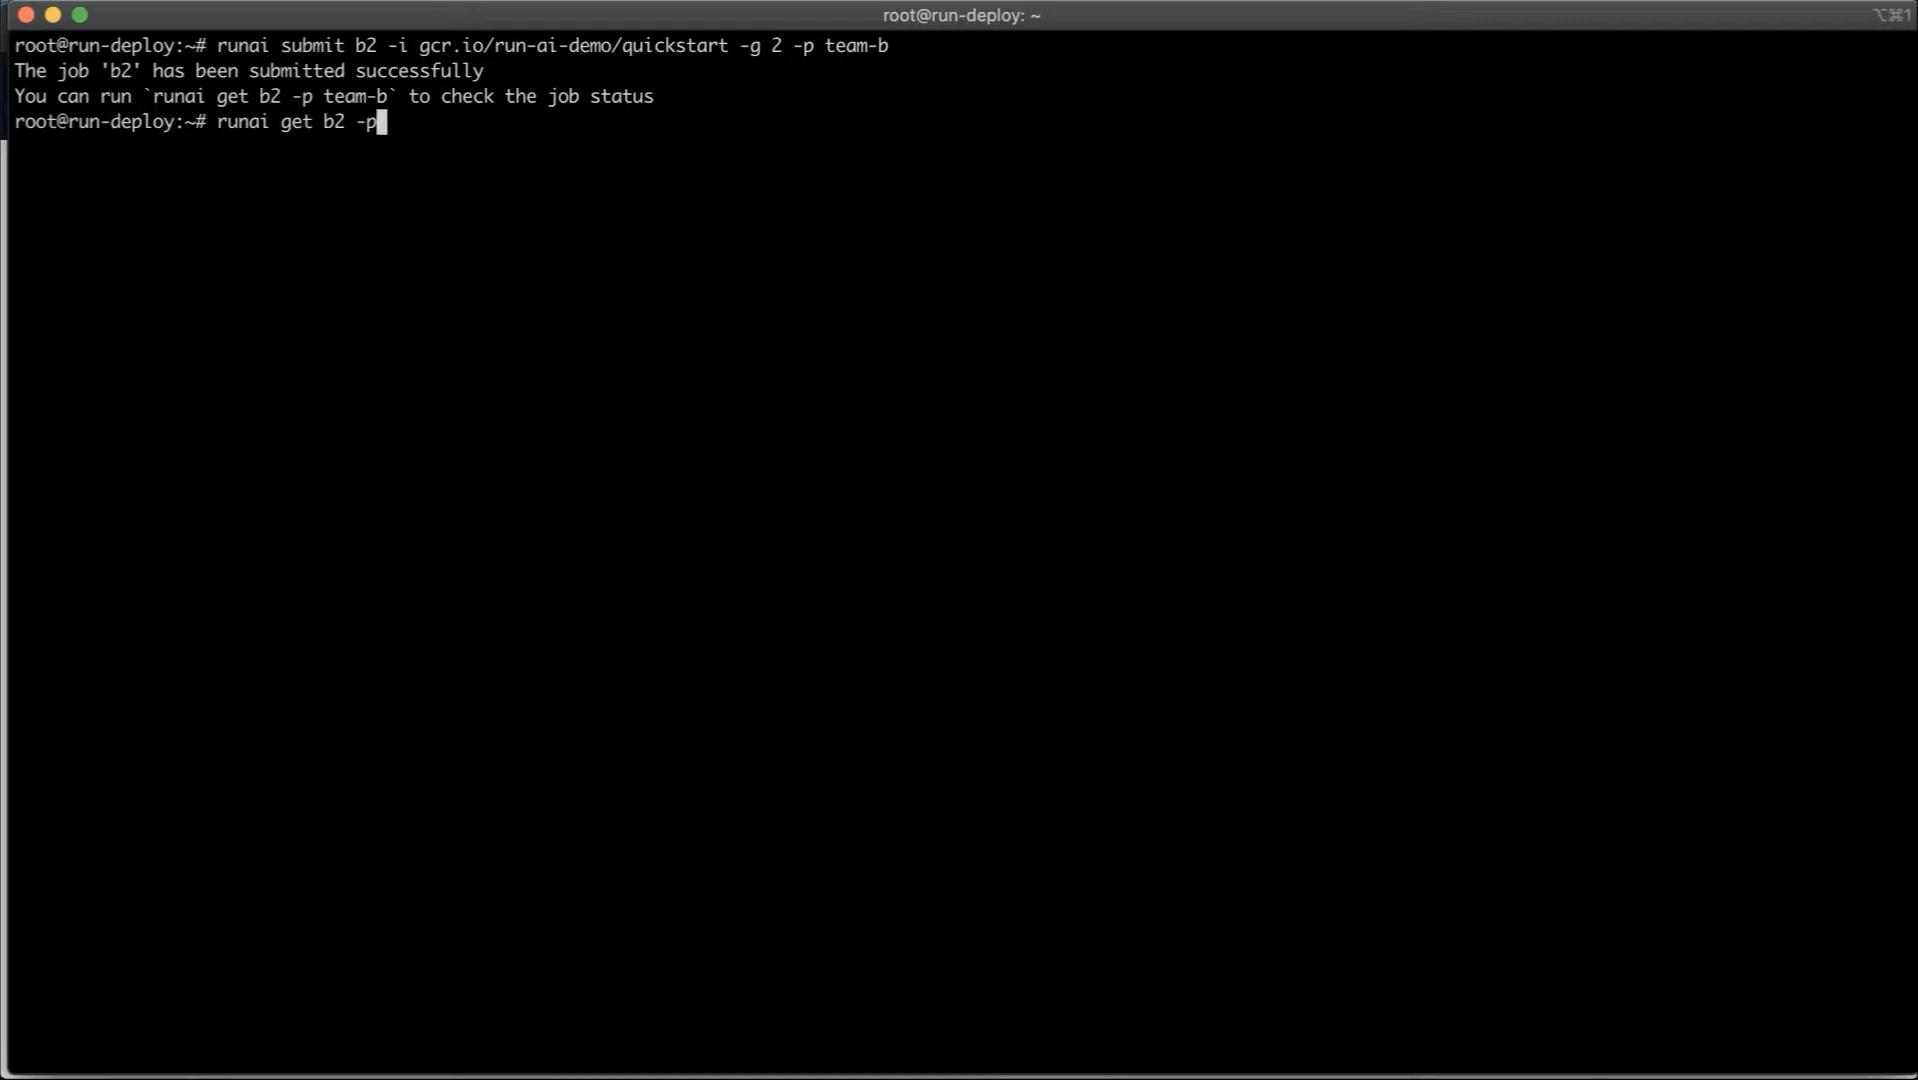 root@run-deploy: ~
⌥⌘1
root@run-deploy:~# runai submit b2 -i gcr.io/run-ai-demo/quickstart -g 2 -p team-b
The job 'b2' has been submitted successfully
You can run `runai get b2 -p team-b` to check the job status
root@run-deploy:~# runai get b2 -p